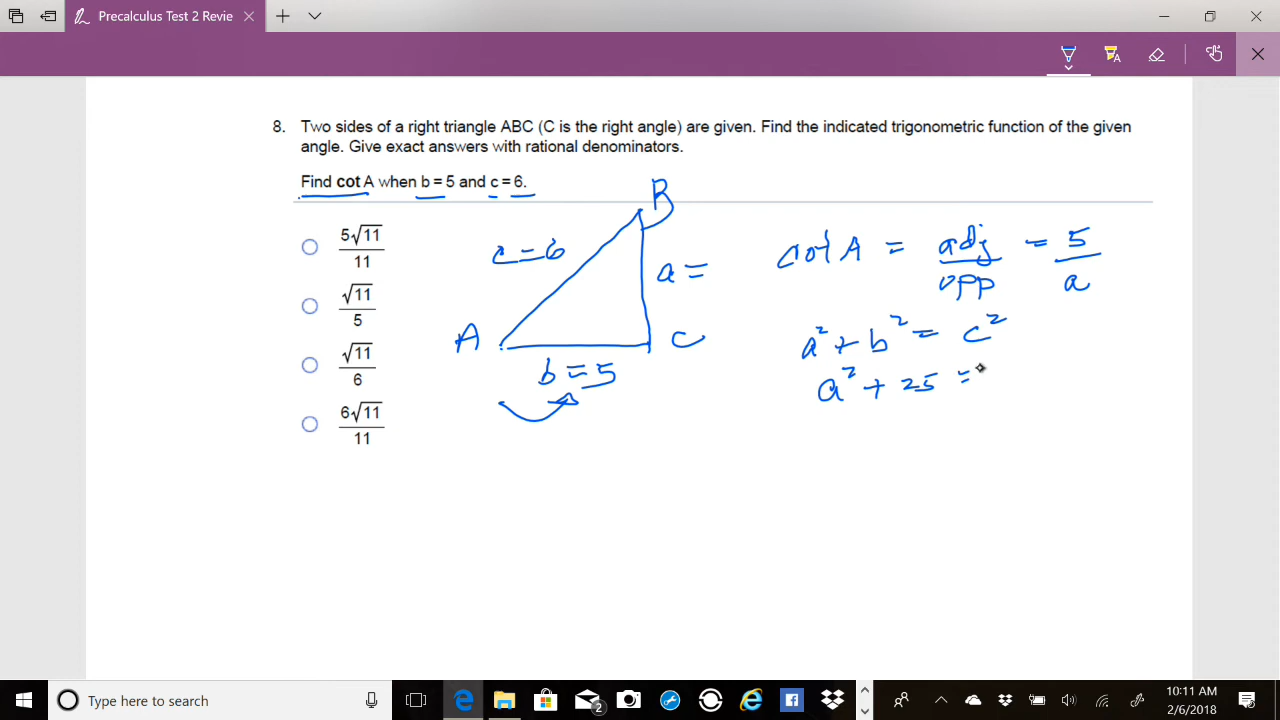 Precalculus Test 2 Revie
8. Two sides of a right triangle ABC (C is the right angle) are given. Find the indicated trigonometric function of the given
angle. Give exact answers with rational denominators.
Find cot A when b = 5 and c = 6.
5√11/11
√11/5
√11/6
6√11/11
B
c = 6
a =
A
C
b = 5
cot A = adj/opp = 5/a
a² + b² = c²
a² + 25 =
Type here to search
2
10:11 AM
2/6/2018